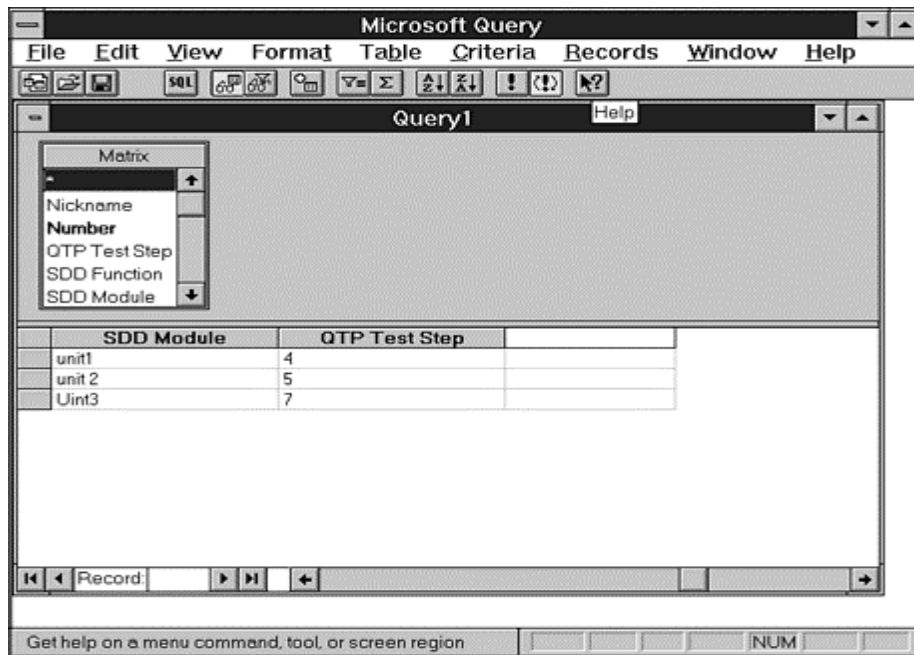 Microsoft Query
File Edit View Format Table Criteria Records Window Help
SQL
Help
Query1
Matrix
*
Nickname
Number
QTP Test Step
SDD Function
SDD Module
SDD Module QTP Test Step
unit1 4
unit 2 5
Uint3 7
Record:
Get help on a menu command, tool, or screen region NUM